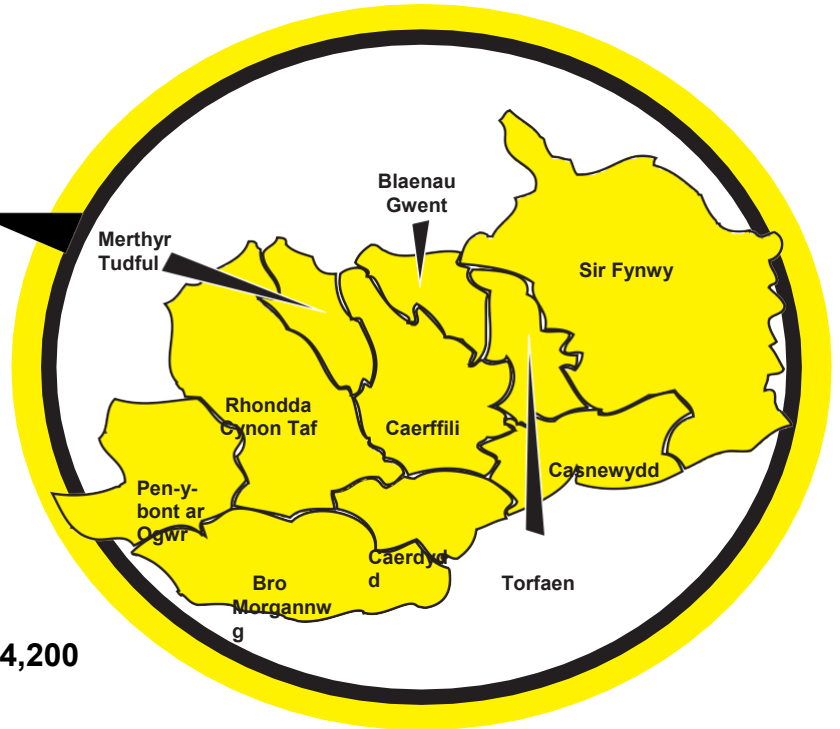 Blaenau
Gwent
Merthyr
Tudful
Sir Fynwy
Rhondda
Cynon Taf
Caerffili
Casnewydd
Pen-y-
bont ar
Ogwr
Caerdyd
d
Torfaen
Bro
Morgannw
g
4,200